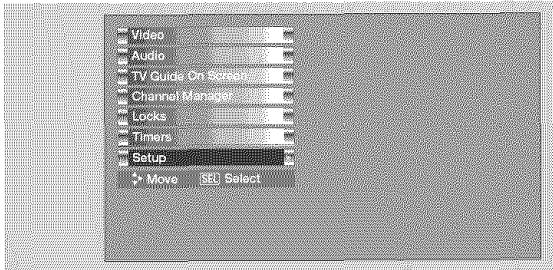 Video
Audio
TV Guide On Screen
Channel Manager
Locks
Timers
Setup
Move SEL Select